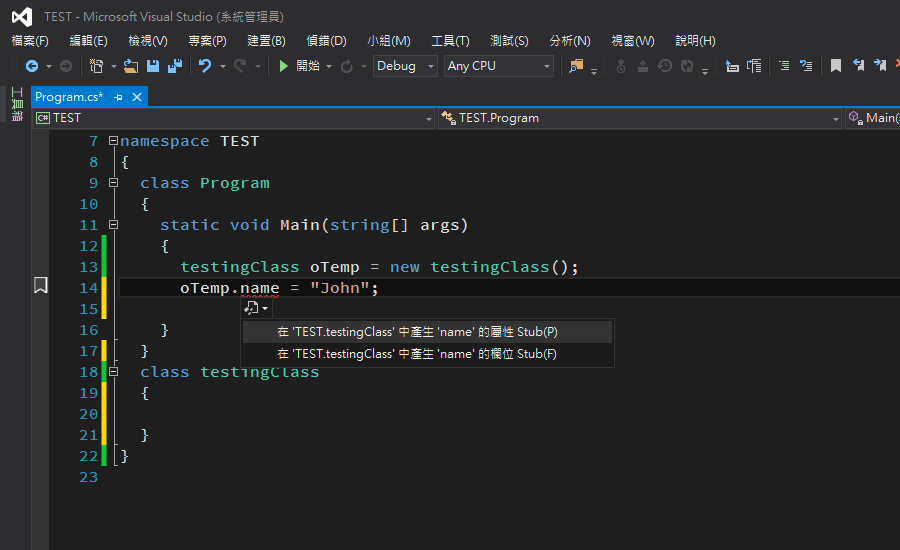 TEST - Microsoft Visual Studio (系統管理員)
檔案(F) 編輯(E) 檢視(V) 專案(P) 建置(B) 偵錯(D) 小組(M) 工具(T) 測試(S) 分析(N) 視窗(W) 說明(H)
開始 Debug Any CPU
工具箱
Program.cs*
TEST TEST.Program Main(
7 namespace TEST
8 {
9 class Program
10 {
11 static void Main(string[] args)
12 {
13 testingClass oTemp = new testingClass();
14 oTemp.name = "John";
15
在 'TEST.testingClass' 中產生 'name' 的屬性 Stub(P)
16 }
在 'TEST.testingClass' 中產生 'name' 的欄位 Stub(F)
17 }
18 class testingClass
19 {
20
21 }
22 }
23